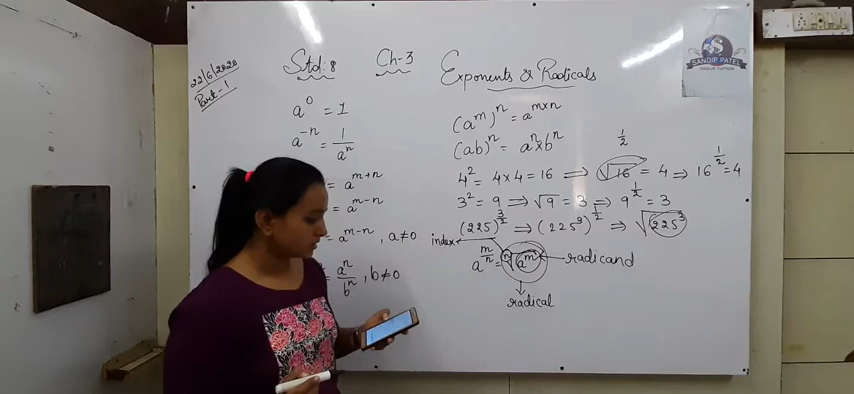 22/6/2020
Part-1
Std:8 Ch-3 Exponents & Radicals
SANDIP PATEL
a⁰ = 1
a⁻ⁿ = 1/aⁿ
= aᵐ⁺ⁿ
= aᵐ⁻ⁿ
= aᵐ⁻ⁿ, a≠0
= aⁿ/bⁿ, b≠0
(aᵐ)ⁿ = aᵐˣⁿ
(ab)ⁿ = aⁿ×bⁿ
1/2
4² = 4×4 = 16 ⟹ √16 = 4 ⟹ 16^(1/2) = 4
3² = 9 ⟹ √9 = 3 ⟹ 9^(1/2) = 3
(225)^(3/2) ⟹ (225³)^(1/2) ⟹ √225³
index
a^(m/n) = ⁿ√aᵐ radicand
radical